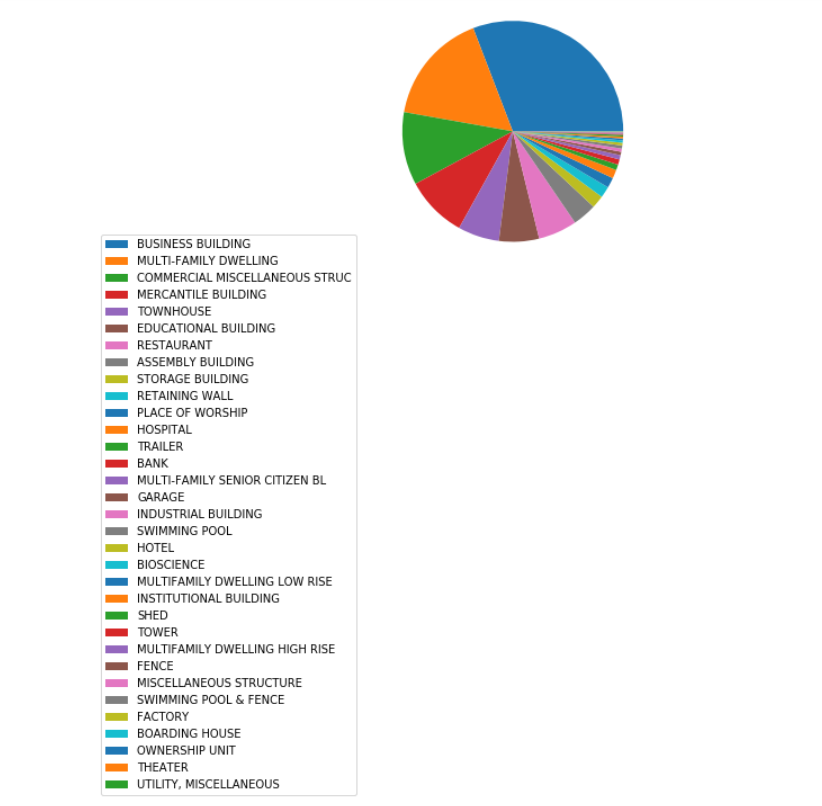 BUSINESS BUILDING
MULTI-FAMILY DWELLING
COMMERCIAL MISCELLANEOUS STRUC
MERCANTILE BUILDING
TOWNHOUSE
EDUCATIONAL BUILDING
RESTAURANT
ASSEMBLY BUILDING
STORAGE BUILDING
RETAINING WALL
PLACE OF WORSHIP
HOSPITAL
TRAILER
BANK
MULTI-FAMILY SENIOR CITIZEN BL
GARAGE
INDUSTRIAL BUILDING
SWIMMING POOL
HOTEL
BIOSCIENCE
MULTIFAMILY DWELLING LOW RISE
INSTITUTIONAL BUILDING
SHED
TOWER
MULTIFAMILY DWELLING HIGH RISE
FENCE
MISCELLANEOUS STRUCTURE
SWIMMING POOL & FENCE
FACTORY
BOARDING HOUSE
OWNERSHIP UNIT
THEATER
UTILITY, MISCELLANEOUS